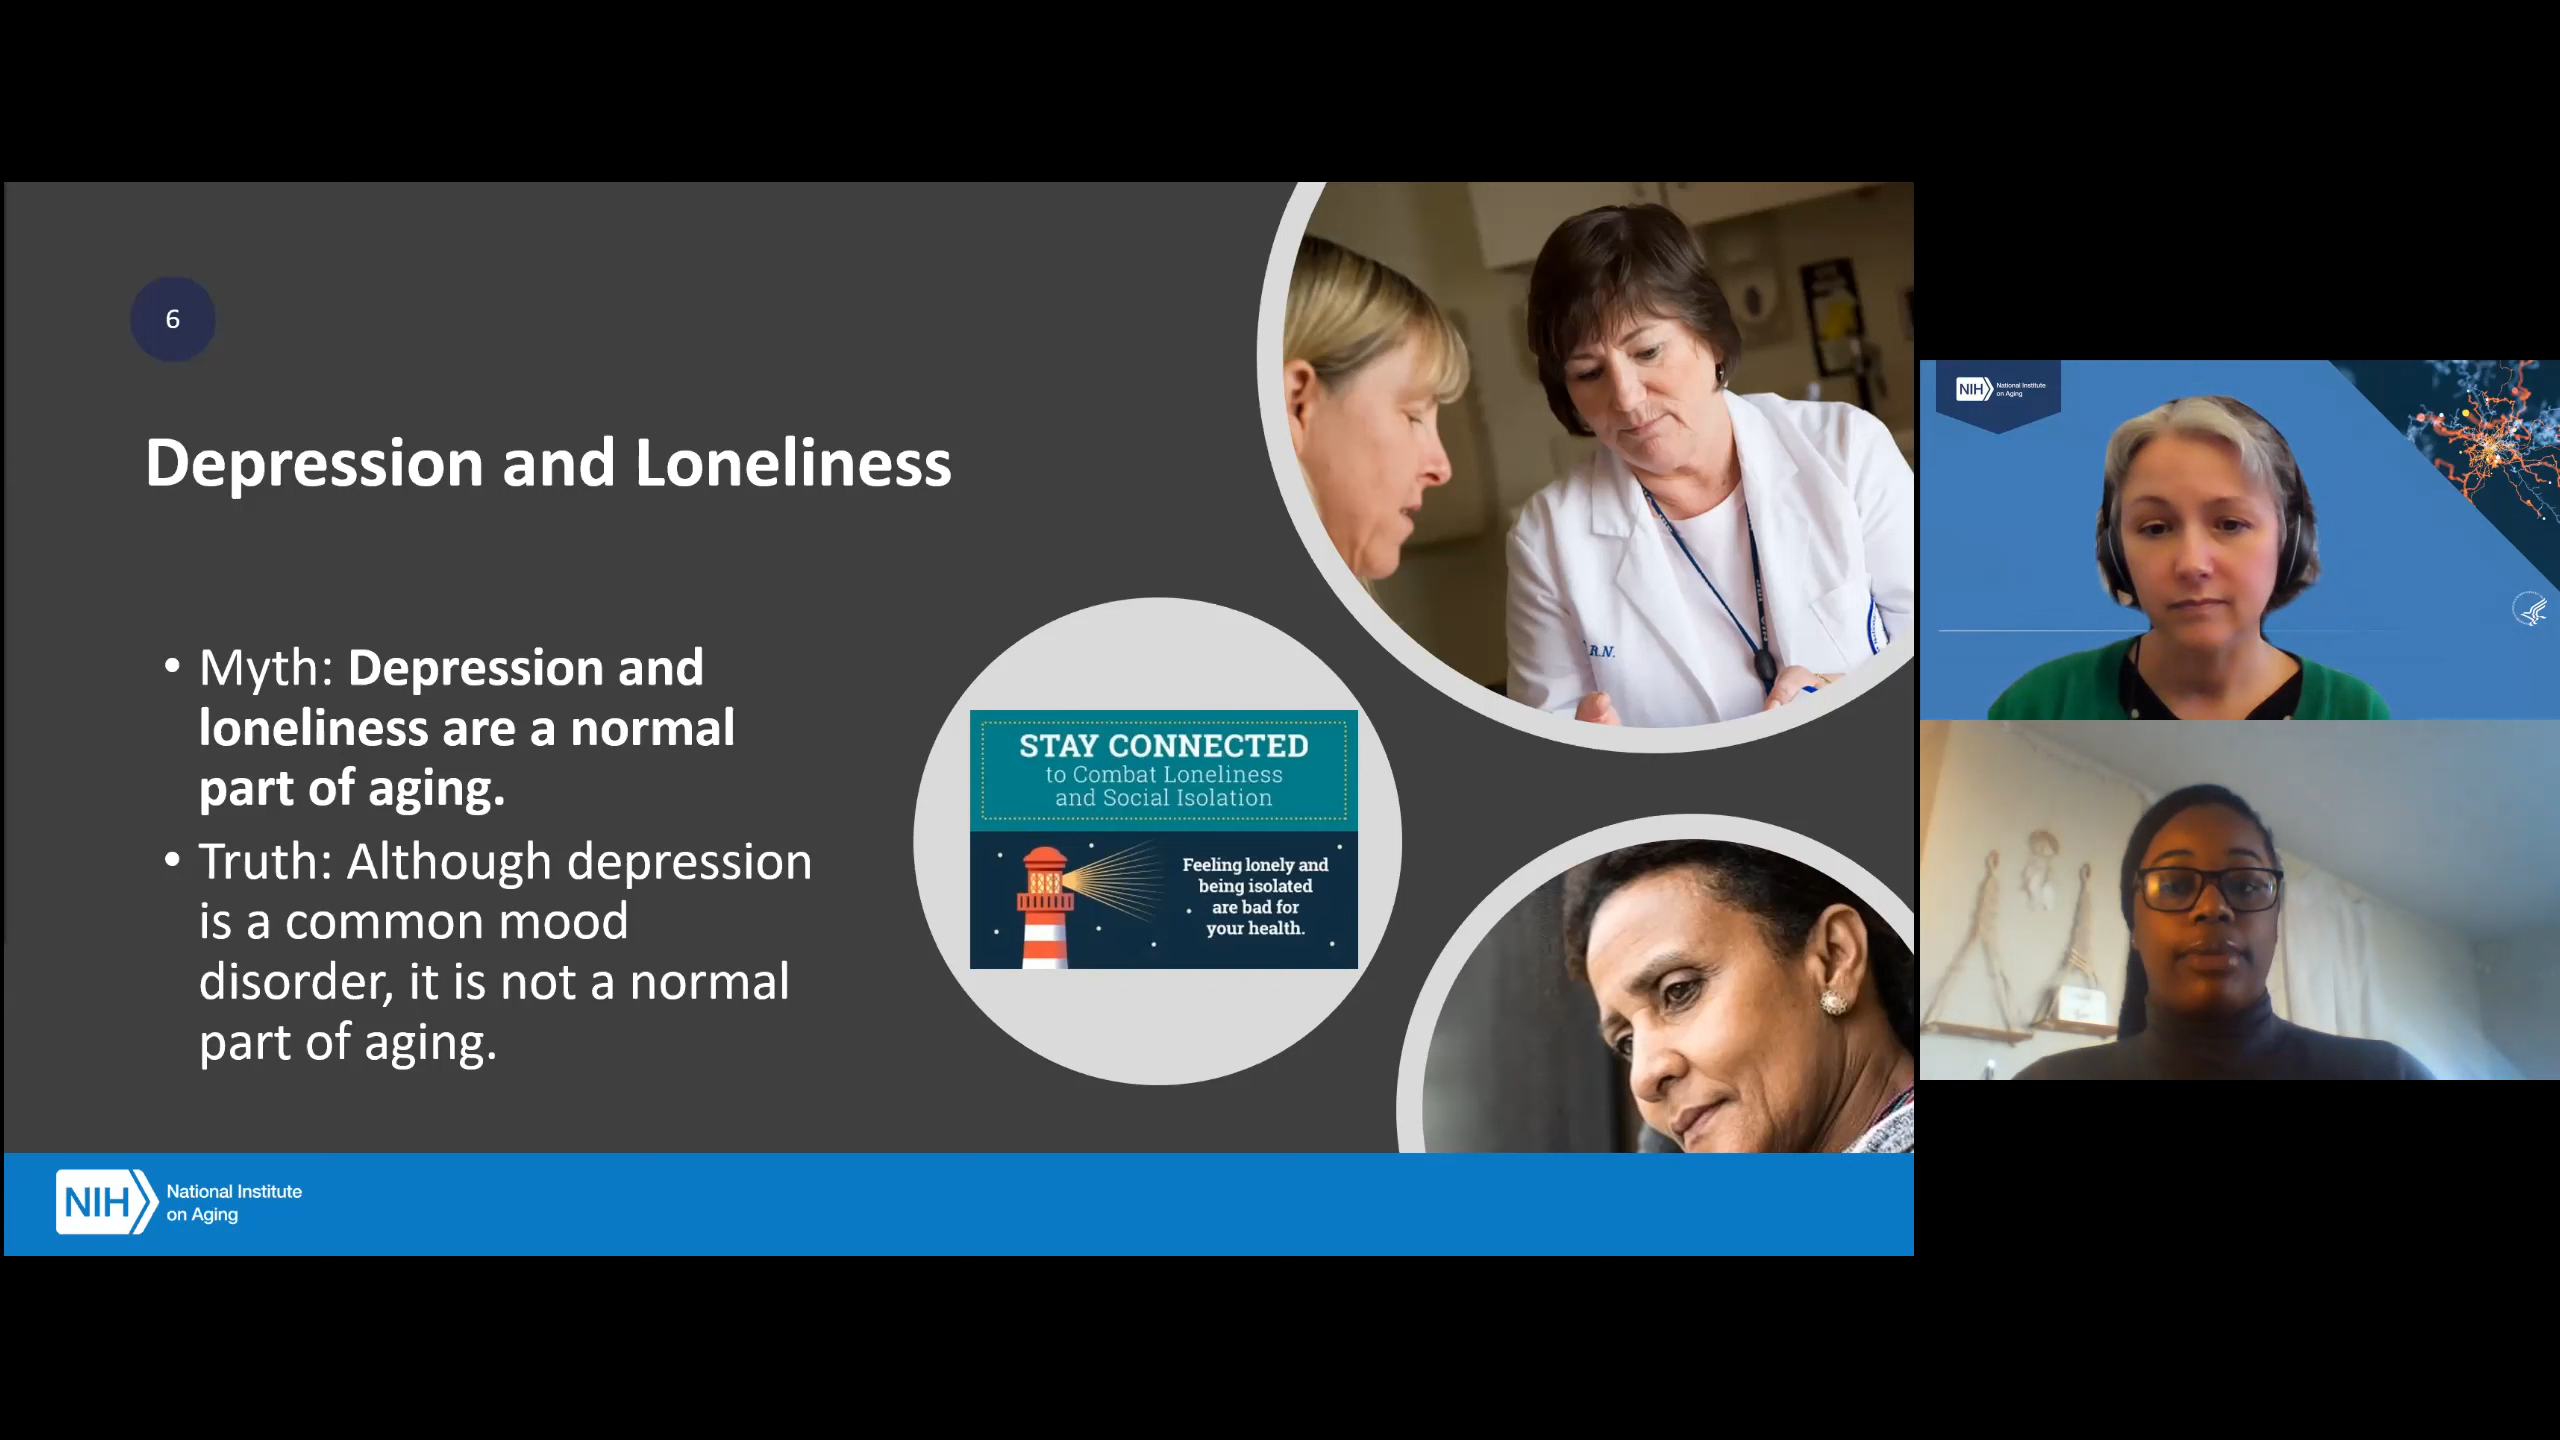 6
Depression and Loneliness
• Myth: Depression and
loneliness are a normal
part of aging.
• Truth: Although depression
is a common mood
disorder, it is not a normal
part of aging.
STAY CONNECTED
to Combat Loneliness
and Social Isolation
Feeling lonely and
being isolated
are bad for
your health.
R.N.
NIH National Institute
on Aging
NIH National Institute
on Aging